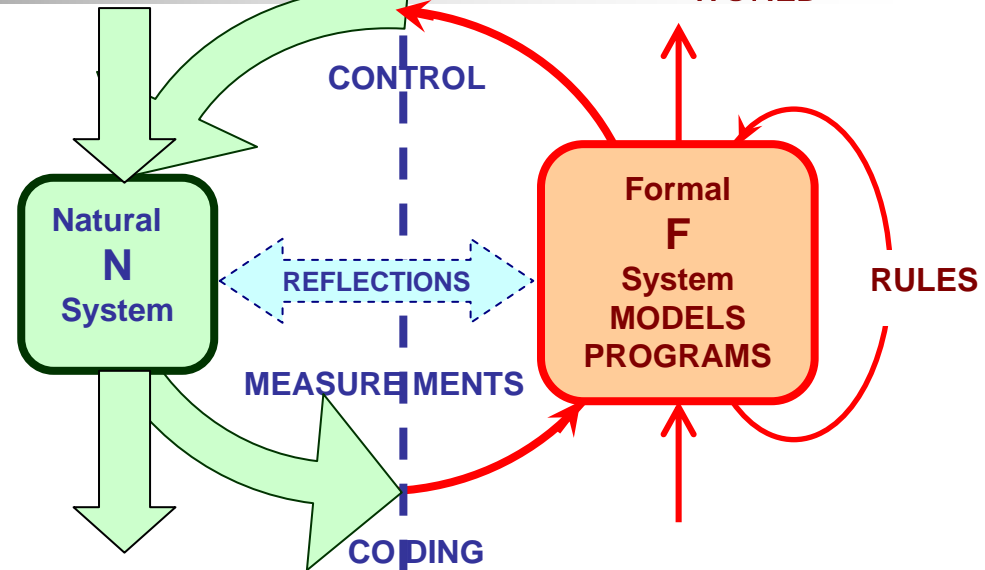 CONTROL
Natural
N
System
REFLECTIONS
Formal
F
System
MODELS
PROGRAMS
RULES
MEASUREMENTS
CODING